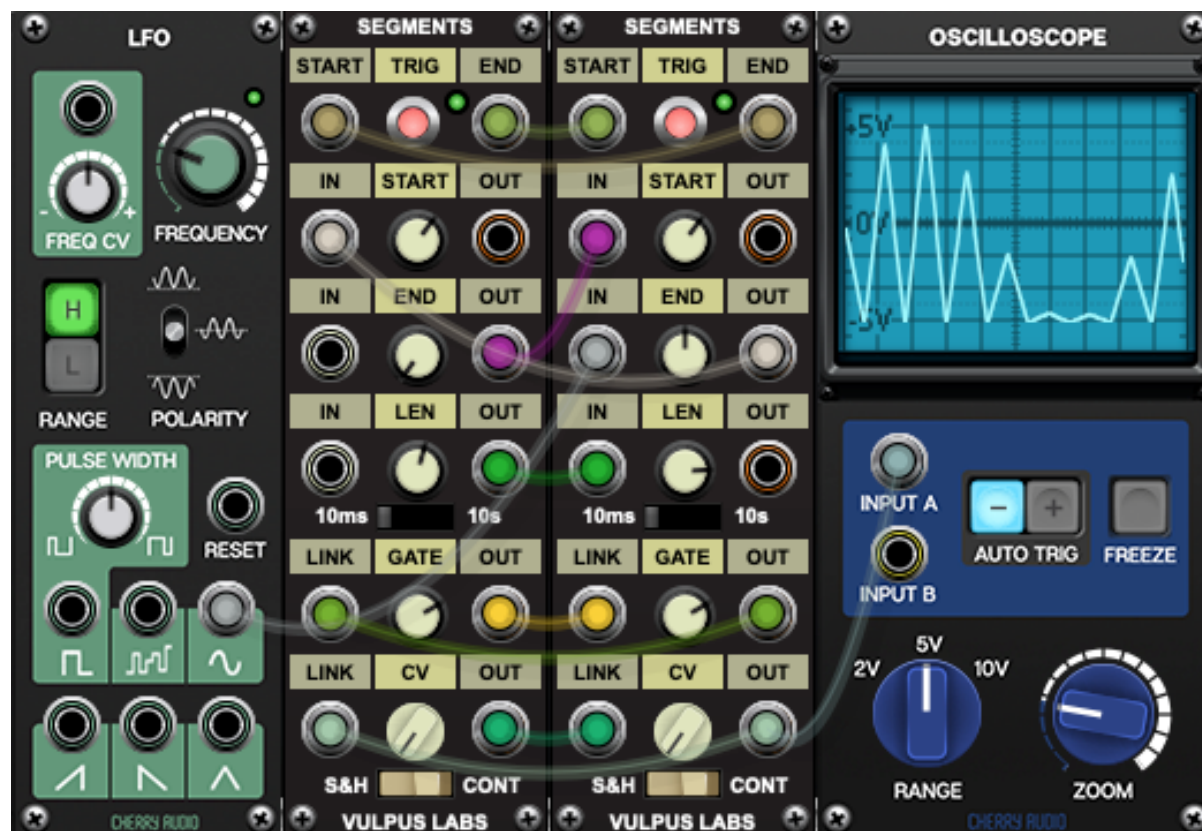 LFO
FREQ CV
FREQUENCY
H
L
RANGE
POLARITY
PULSE WIDTH
RESET
CHERRY AUDIO
SEGMENTS
START TRIG END
IN START OUT
IN END OUT
IN LEN OUT
10ms 10s
LINK GATE OUT
LINK CV OUT
S&H CONT
VULPUS LABS
SEGMENTS
START TRIG END
IN START OUT
IN END OUT
IN LEN OUT
10ms 10s
LINK GATE OUT
LINK CV OUT
S&H CONT
VULPUS LABS
OSCILLOSCOPE
+5V
0V
-5V
INPUT A
INPUT B
- +
AUTO TRIG
FREEZE
2V 5V 10V
RANGE
ZOOM
CHERRY AUDIO